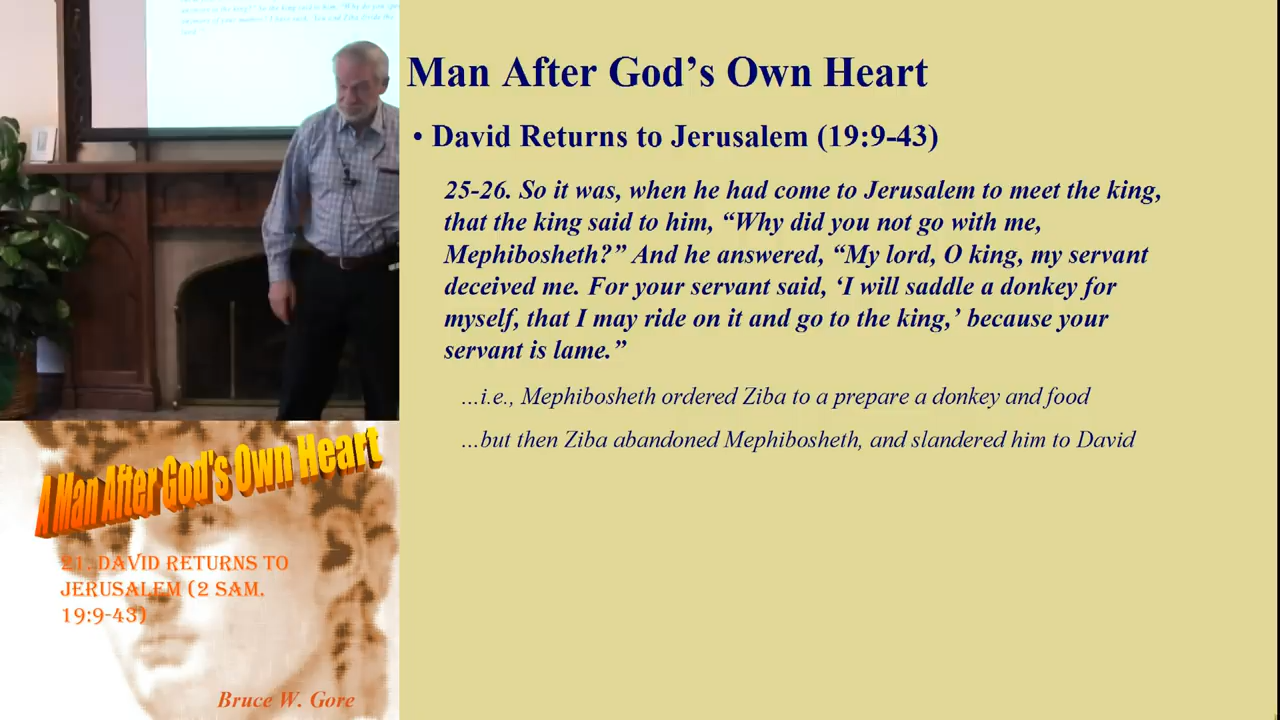 Man After God’s Own Heart
• David Returns to Jerusalem (19:9-43)
25-26. So it was, when he had come to Jerusalem to meet the king,
that the king said to him, “Why did you not go with me,
Mephibosheth?” And he answered, “My lord, O king, my servant
deceived me. For your servant said, ‘I will saddle a donkey for
myself, that I may ride on it and go to the king,’ because your
servant is lame.”
…i.e., Mephibosheth ordered Ziba to a prepare a donkey and food
…but then Ziba abandoned Mephibosheth, and slandered him to David
A Man After God's Own Heart
21. David Returns to
Jerusalem (2 Sam.
19:9-43)
Bruce W. Gore